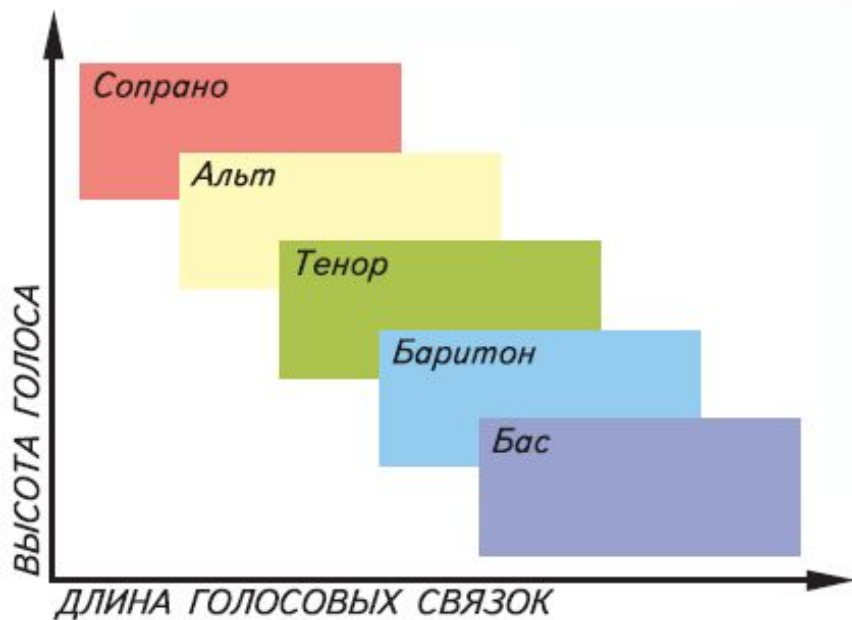 Сопрано
Альт
Тенор
Баритон
Бас
ВЫСОТА ГОЛОСА
ДЛИНА ГОЛОСОВЫХ СВЯЗОК